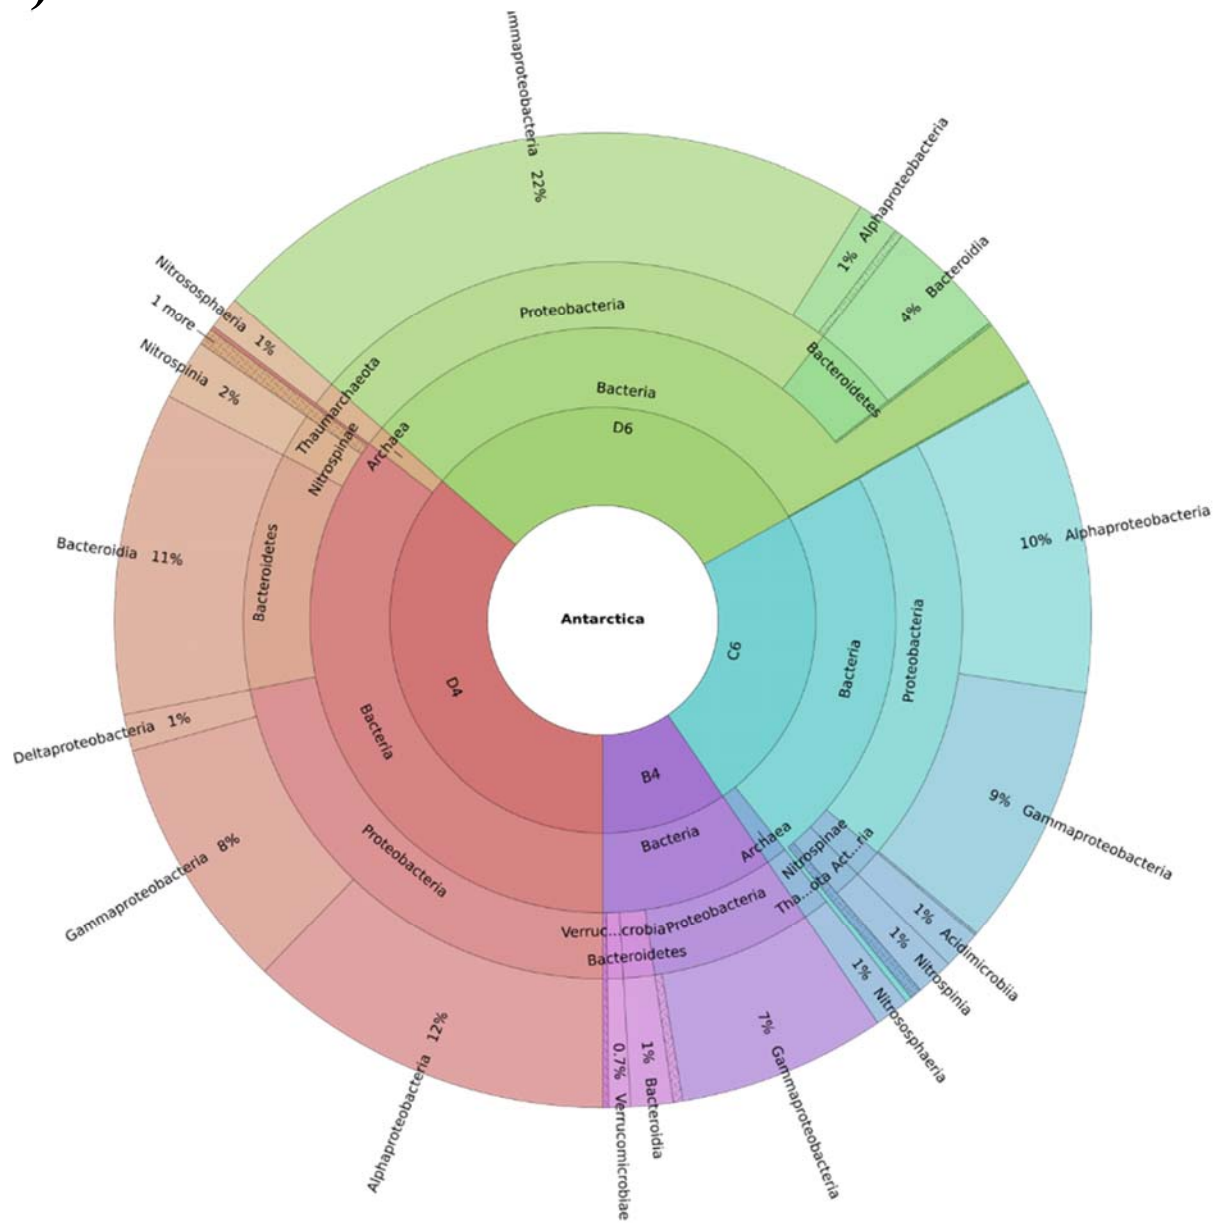 )
mmaproteobacteria 22%
1% Alphaproteobacteria
4% Bacteroidia
Nitrososphaeria 1%
1 more
Nitrospinia 2%
Proteobacteria
Bacteroidetes
Thaumarchaeota
Nitrospinae
Archaea
Bacteria
D6
10% Alphaproteobacteria
Bacteroidia 11%
Bacteroidetes
Antarctica
C6
Bacteria
Proteobacteria
D4
Bacteria
Deltaproteobacteria 1%
B4
Bacteria
9% Gammaproteobacteria
Gammaproteobacteria 8%
Proteobacteria
Archaea
Nitrospinae
Act...ria
Tha...ota
Proteobacteria
Verruc...crobia
Bacteroidetes
1% Acidimicrobiia
1% Nitrospinia
1% Nitrososphaeria
Alphaproteobacteria 12%
0.7% Verrucomicrobiae
1% Bacteroidia
7% Gammaproteobacteria